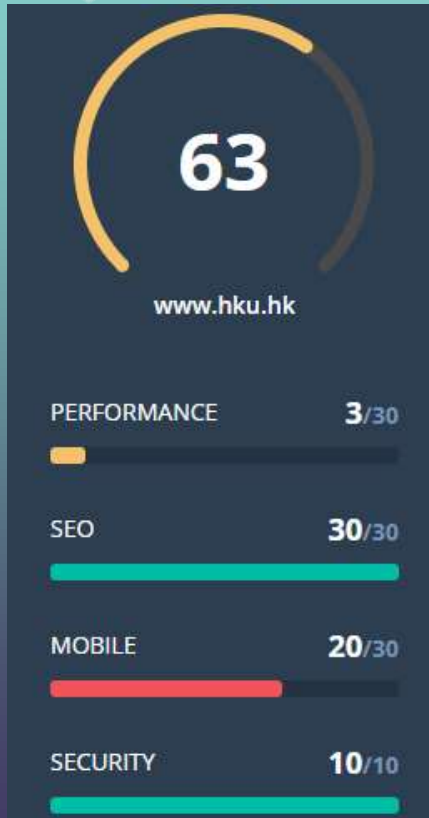 63
www.hku.hk
PERFORMANCE 3/30
SEO 30/30
MOBILE 20/30
SECURITY 10/10